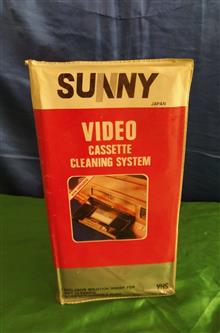 SUNNY
JAPAN
VIDEO
CASSETTE
CLEANING SYSTEM
VHS